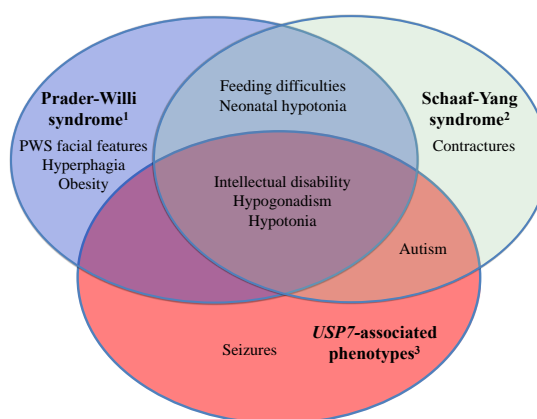 Feeding difficulties
Neonatal hypotonia
Prader-Willi
syndrome¹
PWS facial features
Hyperphagia
Obesity
Schaaf-Yang
syndrome²
Contractures
Intellectual disability
Hypogonadism
Hypotonia
Autism
USP7-associated
phenotypes³
Seizures